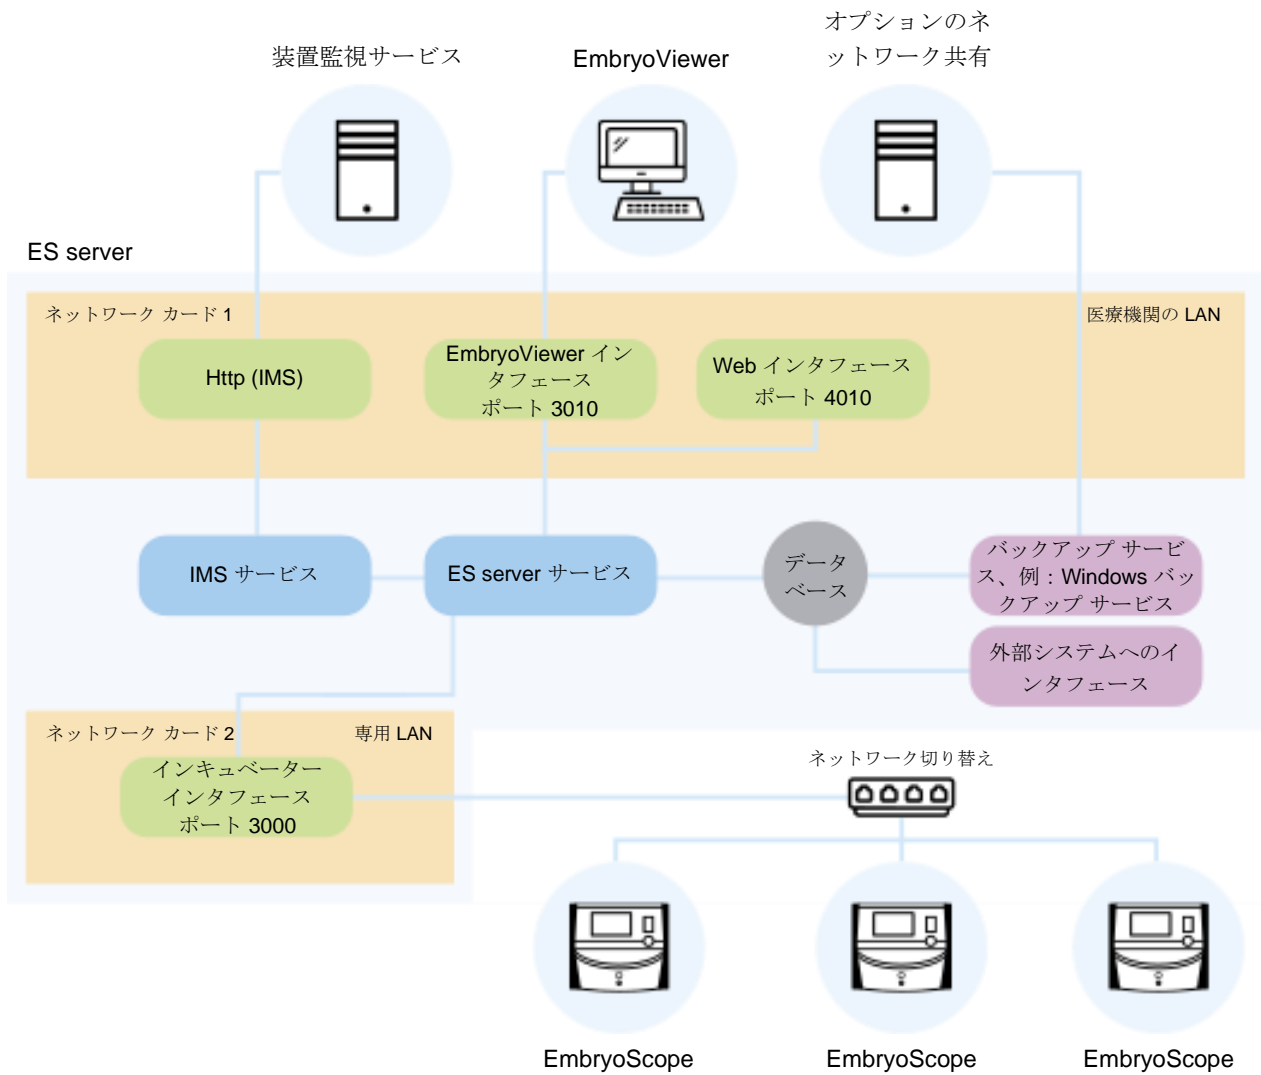 装置監視サービス
EmbryoViewer
オプションのネ
ットワーク共有
ES server
ネットワーク カード 1
医療機関の LAN
Http (IMS)
EmbryoViewer イン
タフェース
ポート 3010
Web インタフェース
ポート 4010
IMS サービス
ES server サービス
データ
ベース
バックアップ サービ
ス、例：Windows バッ
クアップ サービス
外部システムへのイ
ンタフェース
ネットワーク カード 2
専用 LAN
インキュベーター
インタフェース
ポート 3000
ネットワーク切り替え
EmbryoScope
EmbryoScope
EmbryoScope